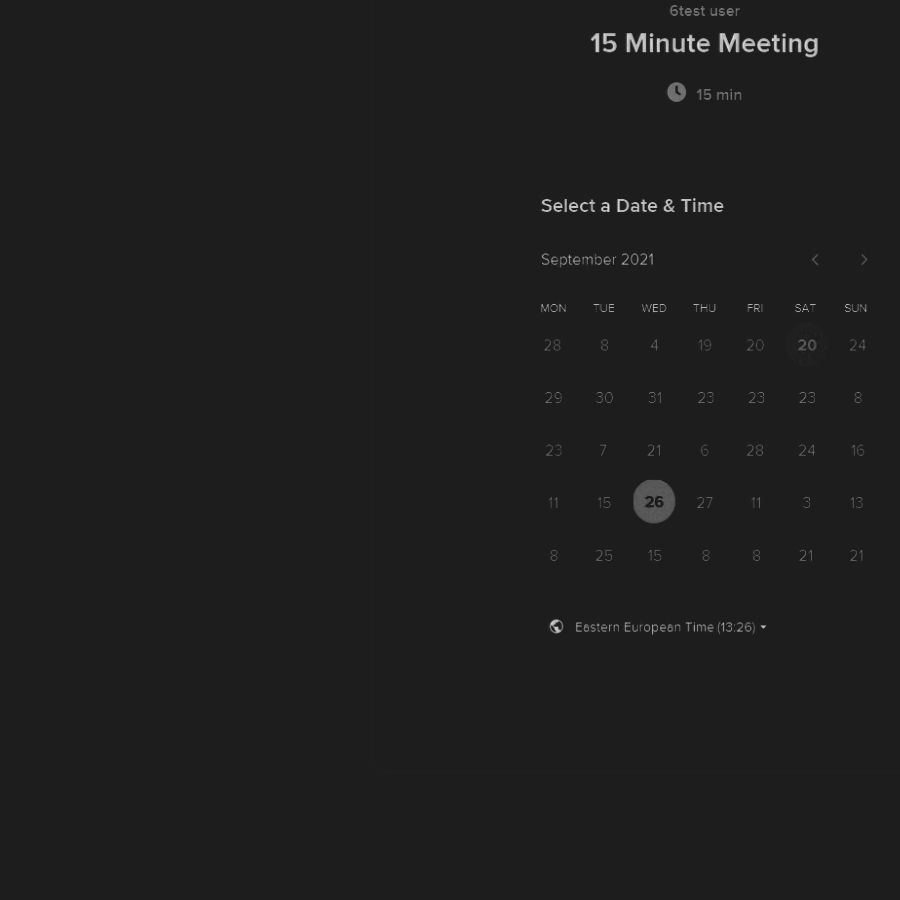 6test user
15 Minute Meeting
15 min
Select a Date & Time
September 2021
MON TUE WED THU FRI SAT SUN
28 8 4 19 20 20 24
29 30 31 23 23 23 8
23 7 21 6 28 24 16
11 15 26 27 11 3 13
8 25 15 8 8 21 21
Eastern European Time (13:26)